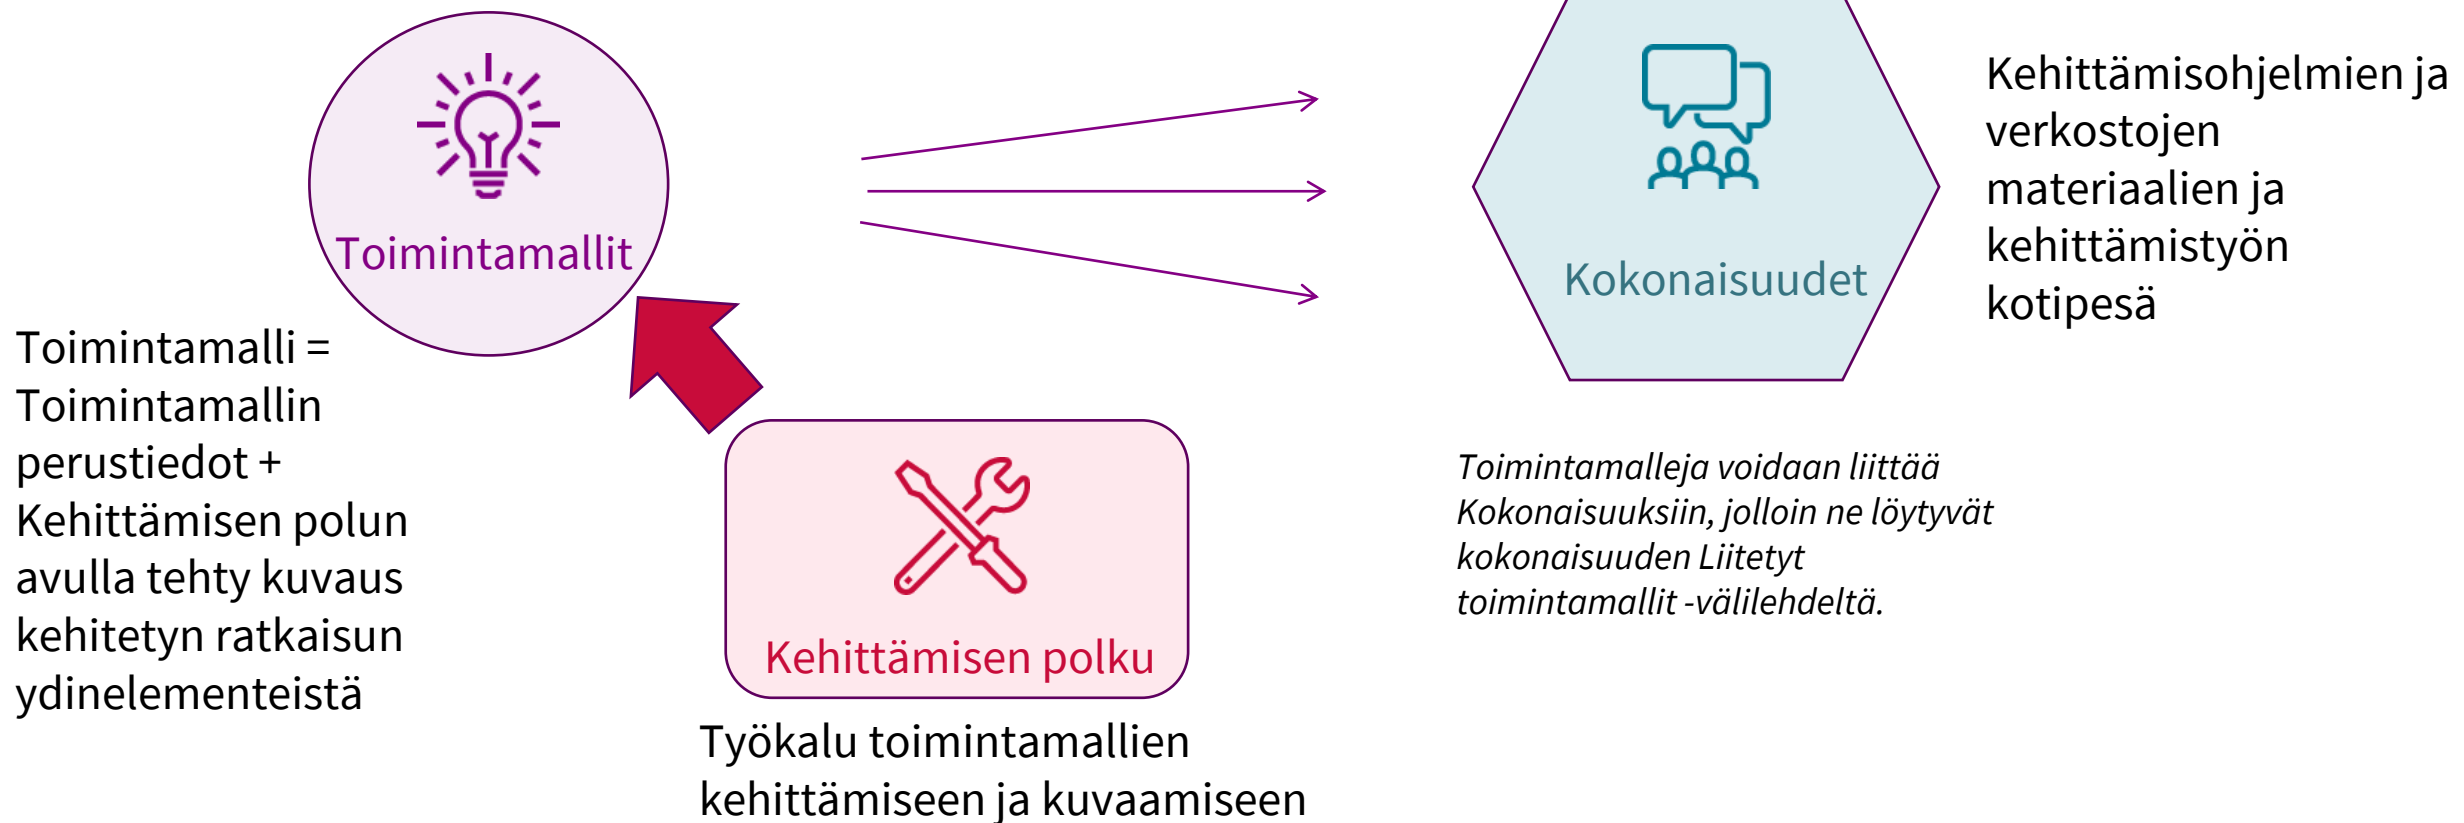 Toimintamallit
Toimintamalli =
Toimintamallin
perustiedot +
Kehittämisen polun
avulla tehty kuvaus
kehitetyn ratkaisun
ydinelementeistä
Kehittämisen polku
Työkalu toimintamallien
kehittämiseen ja kuvaamiseen
Kokonaisuudet
Kehittämisohjelmien ja
verkostojen
materiaalien ja
kehittämistyön
kotipesä
Toimintamalleja voidaan liittää
Kokonaisuuksiin, jolloin ne löytyvät
kokonaisuuden Liitetyt
toimintamallit -välilehdeltä.